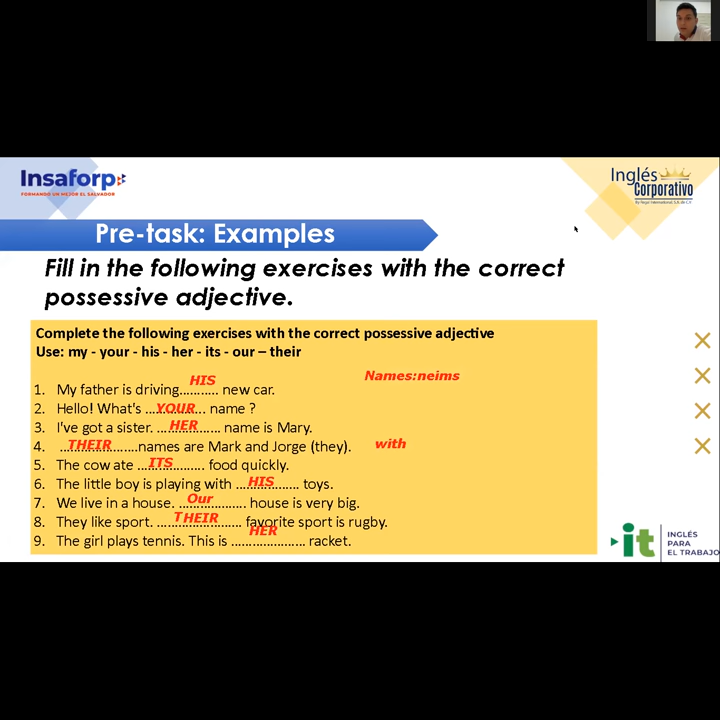 Insaforp
FORMANDO UN MEJOR EL SALVADOR
Inglés
Corporativo
Pre-task: Examples
Fill in the following exercises with the correct
possessive adjective.
Complete the following exercises with the correct possessive adjective
Use: my - your - his - her - its - our – their
Names:neims
1. My father is driving..HIS.. new car.
2. Hello! What's ...YOUR... name ?
3. I've got a sister. ...HER... name is Mary.
4. ...THEIR...names are Mark and Jorge (they). with
5. The cow ate ...ITS... food quickly.
6. The little boy is playing with ...HIS... toys.
7. We live in a house. ...Our... house is very big.
8. They like sport. ...THEIR... favorite sport is rugby.
9. The girl plays tennis. This is ...HER... racket.
it
INGLÉS
PARA
EL TRABAJO